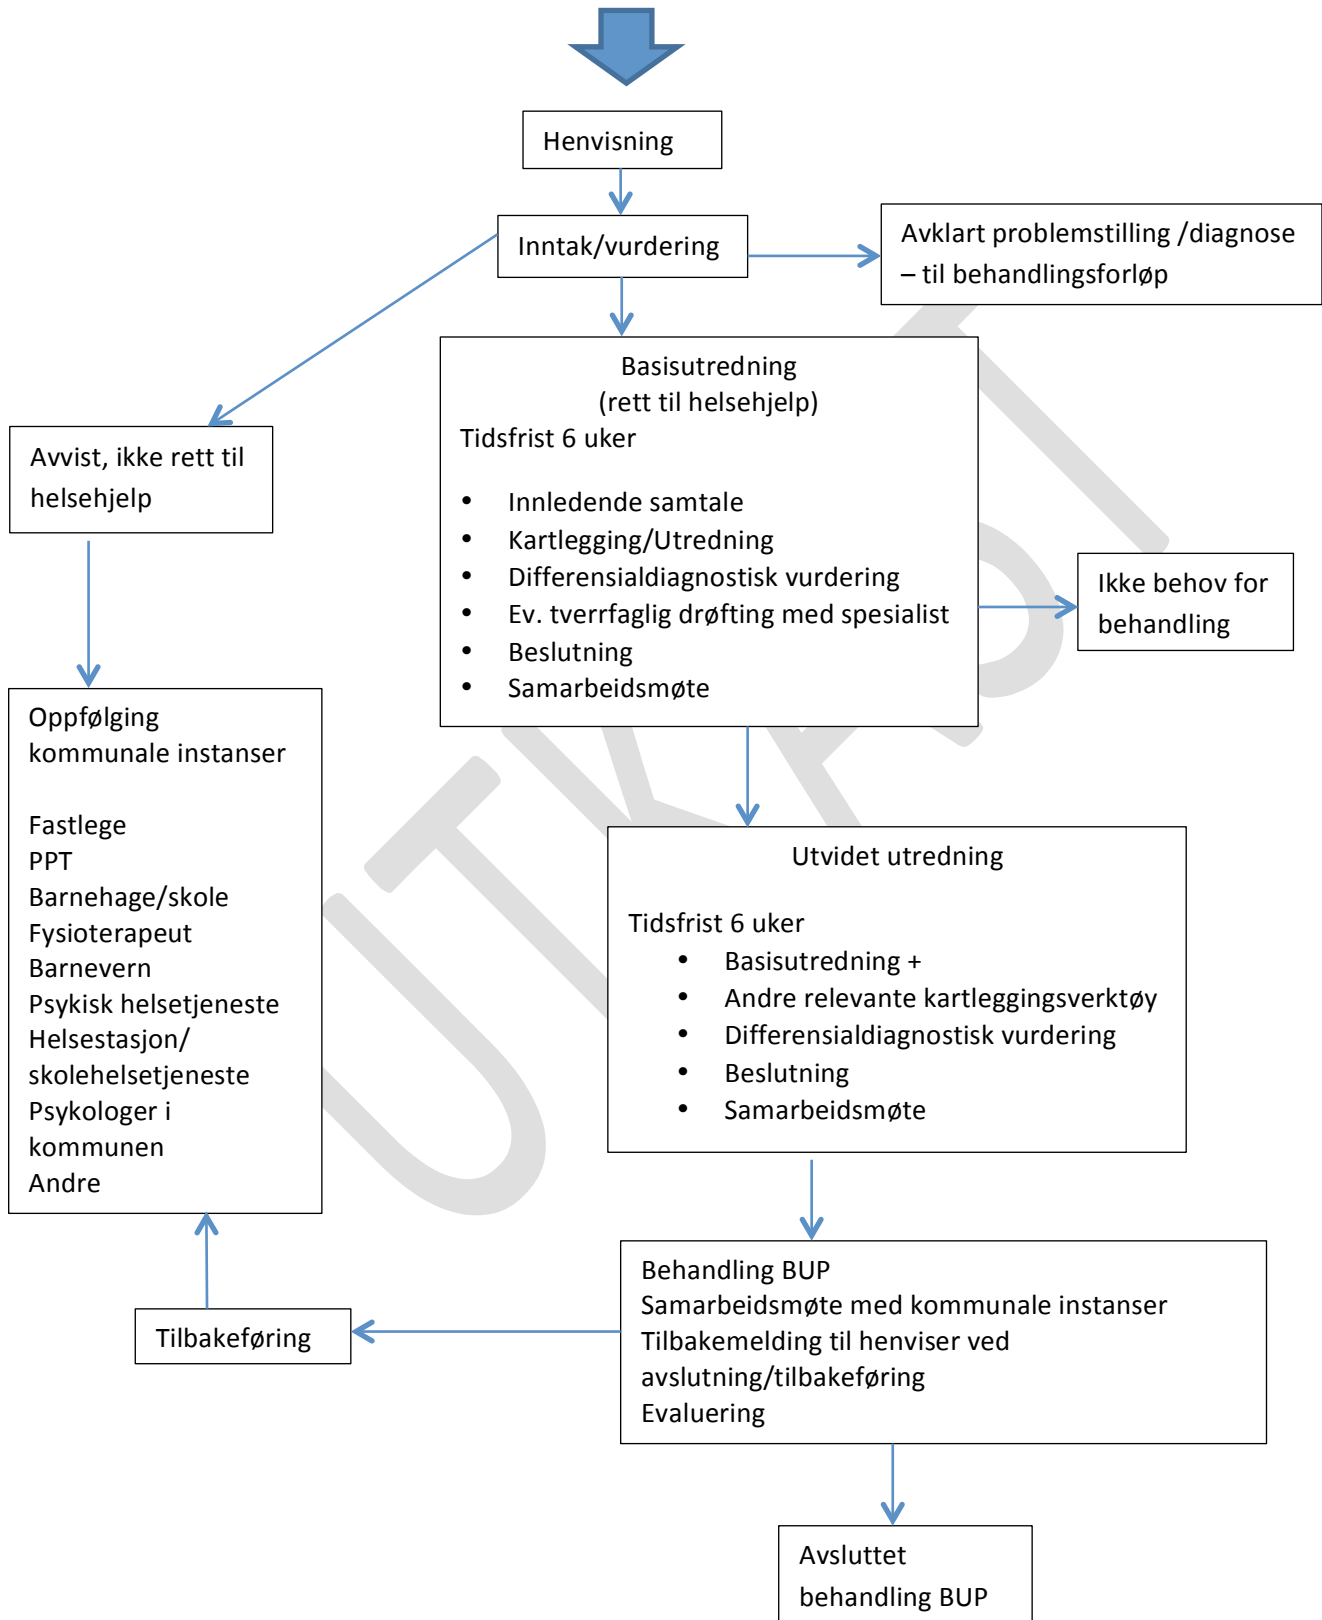 Henvisning
Inntak/vurdering
Avklart problemstilling /diagnose
– til behandlingsforløp
Basisutredning
(rett til helsehjelp)
Tidsfrist 6 uker
• Innledende samtale
• Kartlegging/Utredning
• Differensialdiagnostisk vurdering
• Ev. tverrfaglig drøfting med spesialist
• Beslutning
• Samarbeidsmøte
Avvist, ikke rett til
helsehjelp
Ikke behov for
behandling
Oppfølging
kommunale instanser
Fastlege
PPT
Barnehage/skole
Fysioterapeut
Barnevern
Psykisk helsetjeneste
Helsestasjon/
skolehelsetjeneste
Psykologer i
kommunen
Andre
Utvidet utredning
Tidsfrist 6 uker
• Basisutredning +
• Andre relevante kartleggingsverktøy
• Differensialdiagnostisk vurdering
• Beslutning
• Samarbeidsmøte
Behandling BUP
Samarbeidsmøte med kommunale instanser
Tilbakemelding til henviser ved
avslutning/tilbakeføring
Evaluering
Tilbakeføring
Avsluttet
behandling BUP
UTKAST